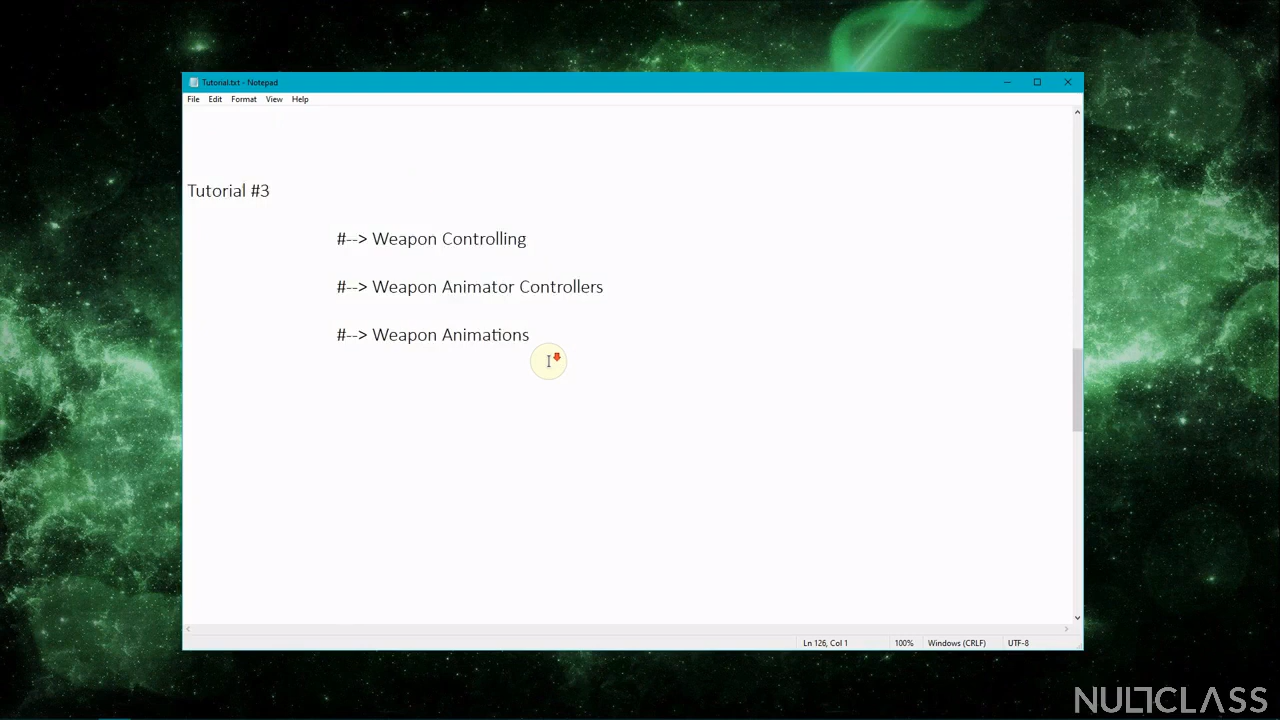 Tutorial.txt - Notepad
File Edit Format View Help
Tutorial #3
#--> Weapon Controlling
#--> Weapon Animator Controllers
#--> Weapon Animations
Ln 126, Col 1 100% Windows (CRLF) UTF-8
NULLCLASS